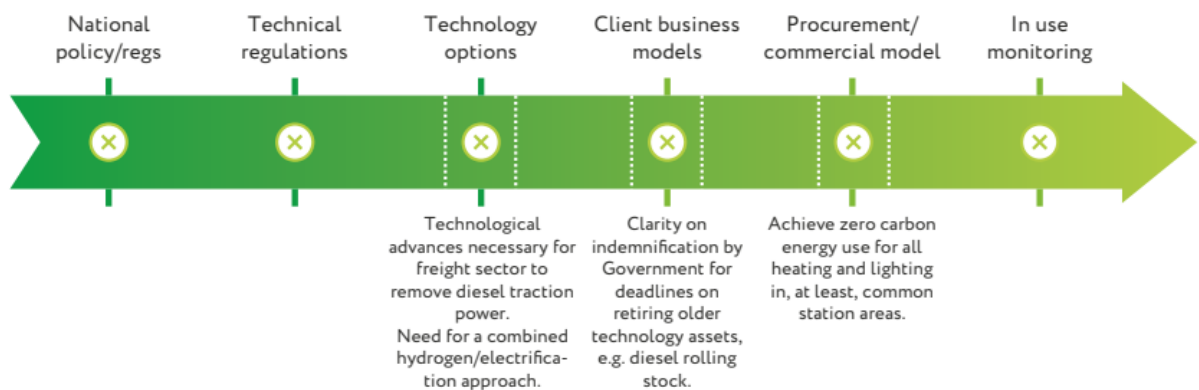 National
policy/regs
Technical
regulations
Technology
options
Client business
models
Procurement/
commercial model
In use
monitoring
Technological
advances necessary for
freight sector to
remove diesel traction
power.
Need for a combined
hydrogen/electrifica-
tion approach.
Clarity on
indemnification by
Government for
deadlines on
retiring older
technology assets,
e.g. diesel rolling
stock.
Achieve zero carbon
energy use for all
heating and lighting
in, at least, common
station areas.